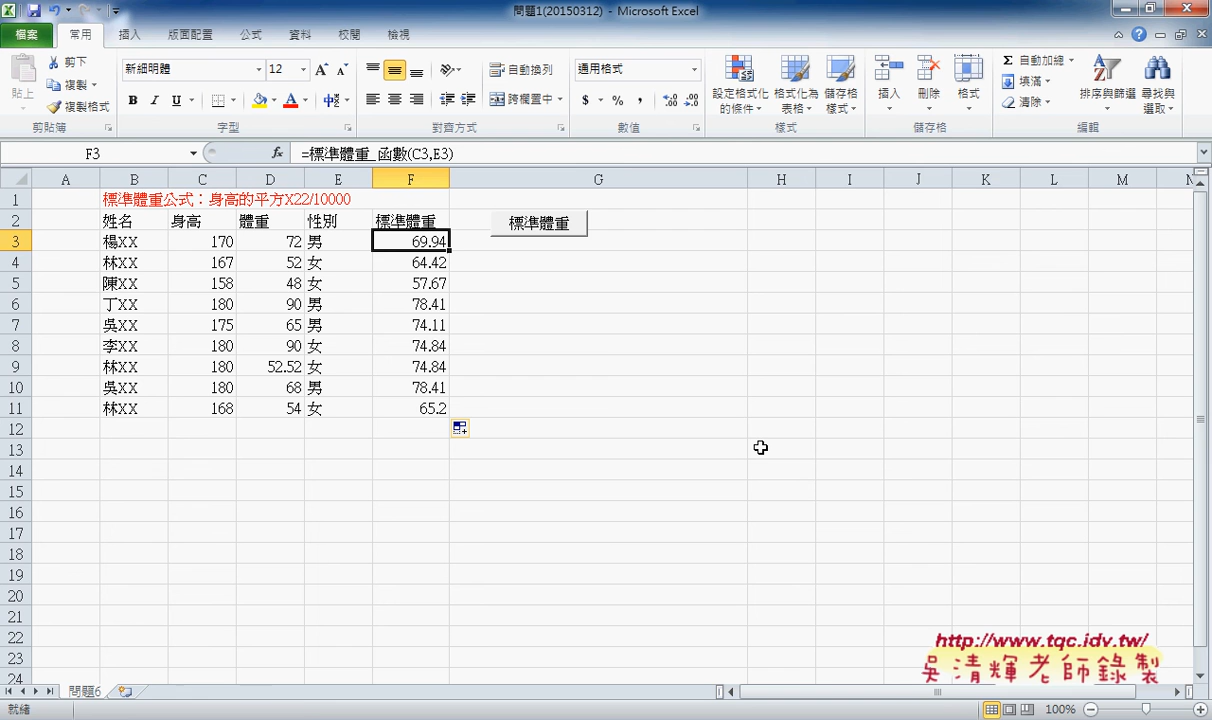 問題1(20150312) - Microsoft Excel
檔案 常用 插入 版面配置 公式 資料 校閱 檢視
貼上 剪下 複製 複製格式 剪貼簿
新細明體 12 B I U 字型
自動換列 跨欄置中 對齊方式
通用格式 $ % , 數值
設定格式化的條件 格式化為表格 儲存格樣式 樣式
插入 刪除 格式 儲存格
Σ 自動加總 填滿 清除 排序與篩選 尋找與選取 編輯
F3 fx =標準體重_函數(C3,E3)
A B C D E F G H I J K L M N
1 標準體重公式：身高的平方X22/10000
2 姓名 身高 體重 性別 標準體重 標準體重
3 楊XX 170 72 男 69.94
4 林XX 167 52 女 64.42
5 陳XX 158 48 女 57.67
6 丁XX 180 90 男 78.41
7 吳XX 175 65 男 74.11
8 李XX 180 90 女 74.84
9 林XX 180 52.52 女 74.84
10 吳XX 180 68 男 78.41
11 林XX 168 54 女 65.2
12
13
14
15
16
17
18
19
20
21
22
23
24
http://www.tqc.idv.tw/
吳清輝老師錄製
問題6
就緒 100%